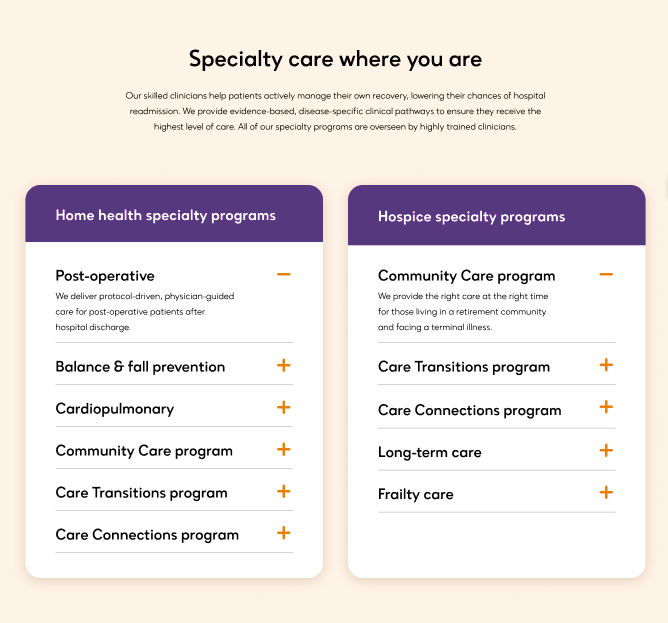 Specialty care where you are
Our skilled clinicians help patients actively manage their own recovery, lowering their chances of hospital
readmission. We provide evidence-based, disease-specific clinical pathways to ensure they receive the
highest level of care. All of our specialty programs are overseen by highly trained clinicians.
Home health specialty programs
Post-operative
We deliver protocol-driven, physician-guided
care for post-operative patients after
hospital discharge.
Balance & fall prevention
Cardiopulmonary
Community Care program
Care Transitions program
Care Connections program
Hospice specialty programs
Community Care program
We provide the right care at the right time
for those living in a retirement community
and facing a terminal illness.
Care Transitions program
Care Connections program
Long-term care
Frailty care